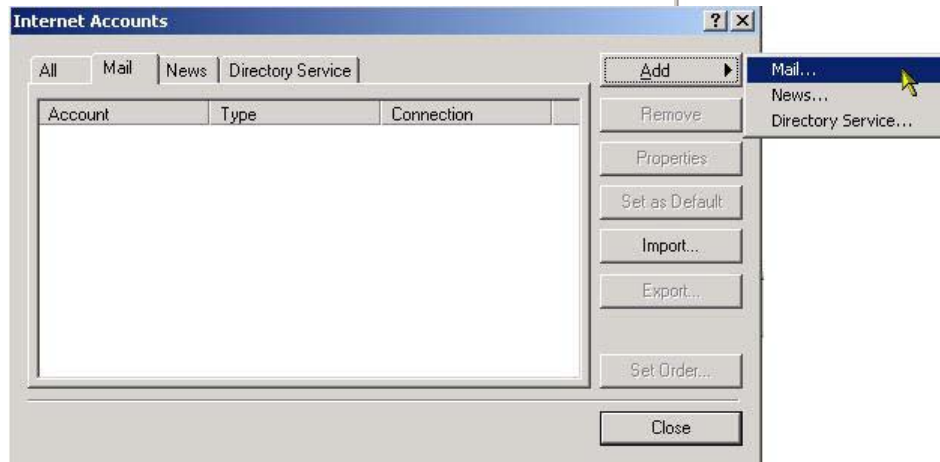 Internet Accounts
? X
All Mail News Directory Service
Add
Mail...
News...
Directory Service...
Account Type Connection
Remove
Properties
Set as Default
Import...
Export...
Set Order...
Close